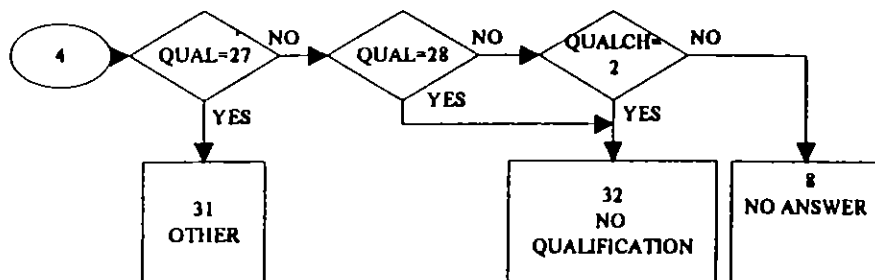 4
QUAL=27
NO
QUAL=28
NO
QUALCH=
2
NO
YES
YES
YES
31
OTHER
32
NO
QUALIFICATION
8
NO ANSWER